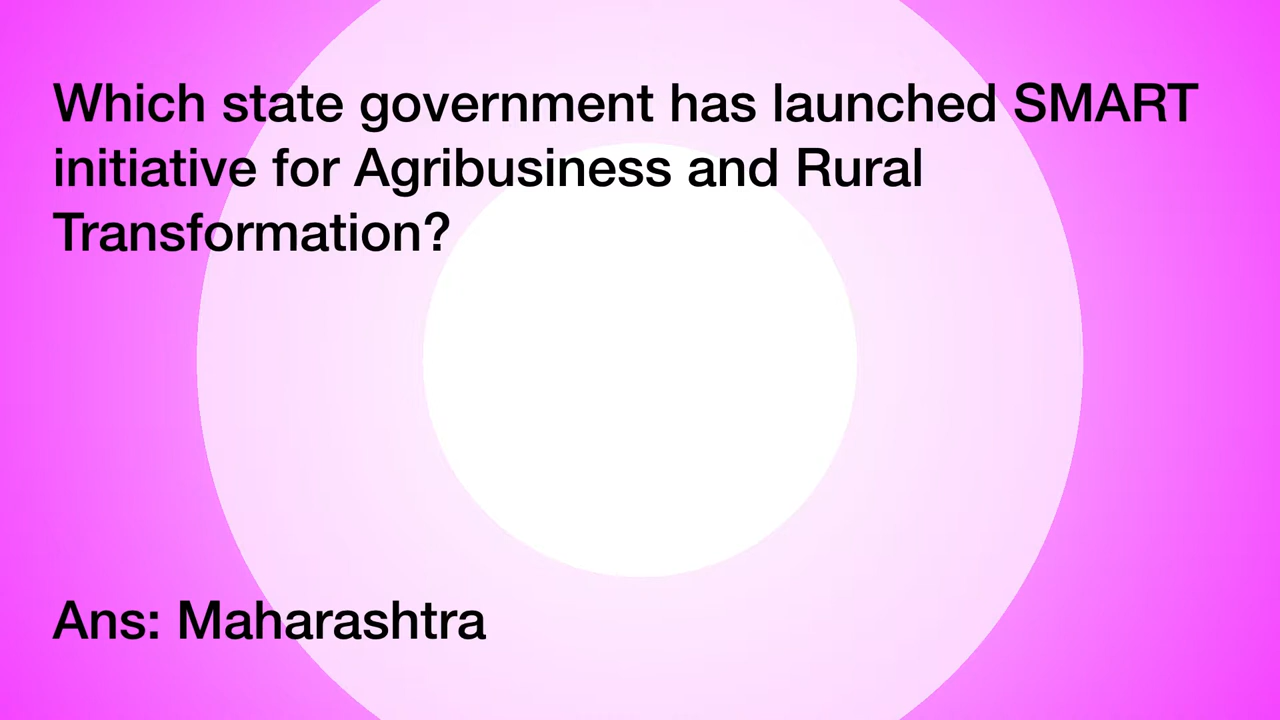 Which state government has launched SMART
initiative for Agribusiness and Rural
Transformation?
Ans: Maharashtra